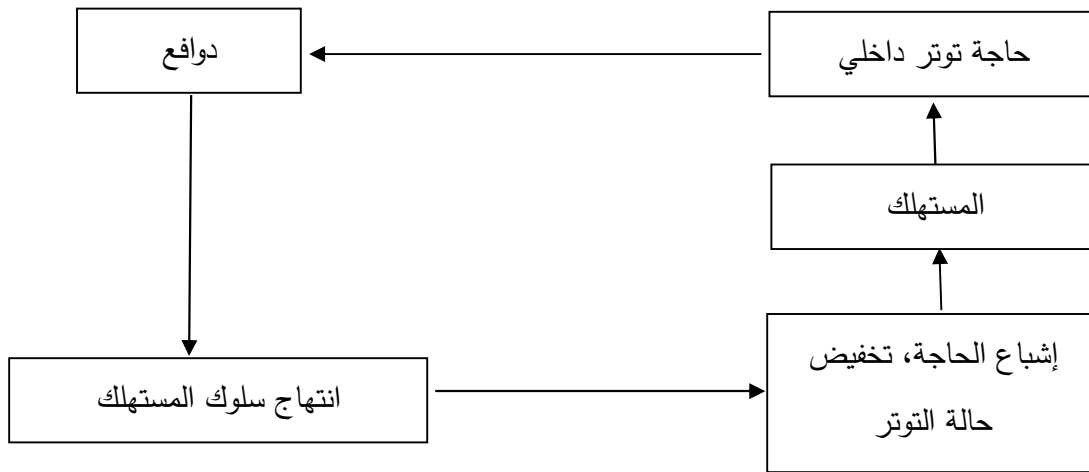 حاجة توتر داخلي
دوافع
المستهلك
إشباع الحاجة، تخفيض
حالة التوتر
انتهاج سلوك المستهلك